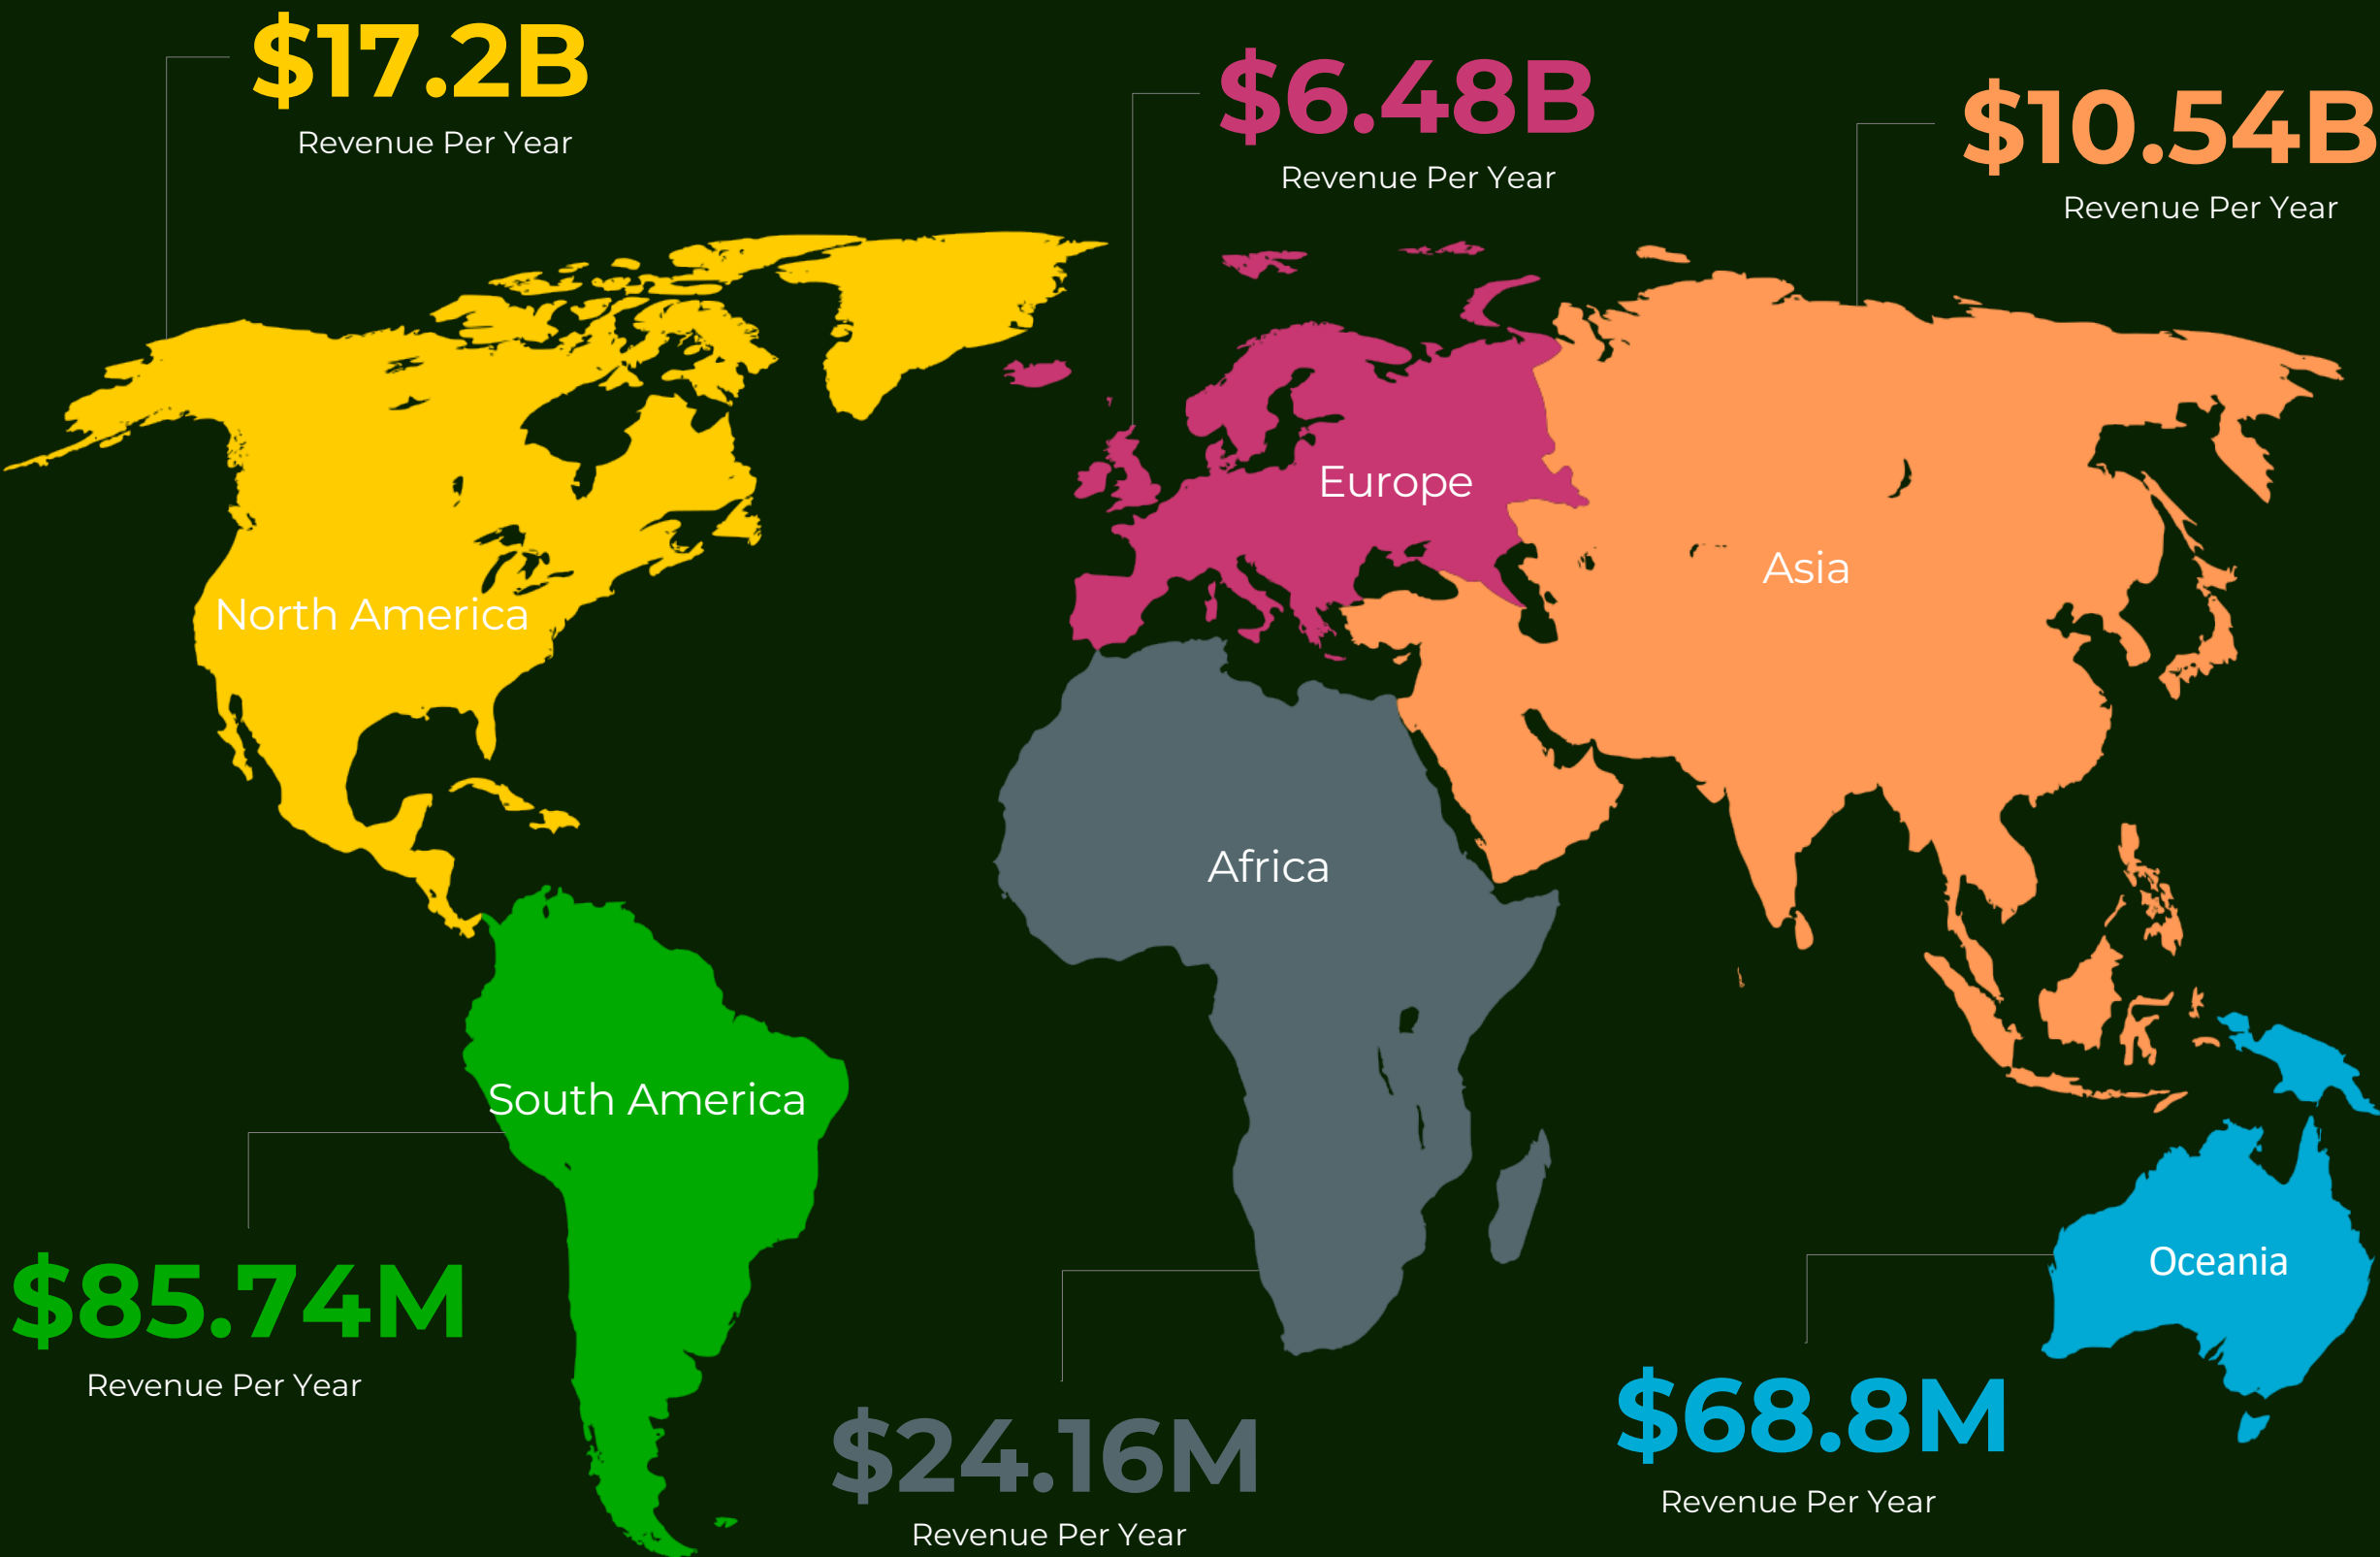 $17.2B
Revenue Per Year
$6.48B
Revenue Per Year
$10.54B
Revenue Per Year
Europe
Asia
North America
Africa
South America
Oceania
$85.74M
Revenue Per Year
$24.16M
Revenue Per Year
$68.8M
Revenue Per Year